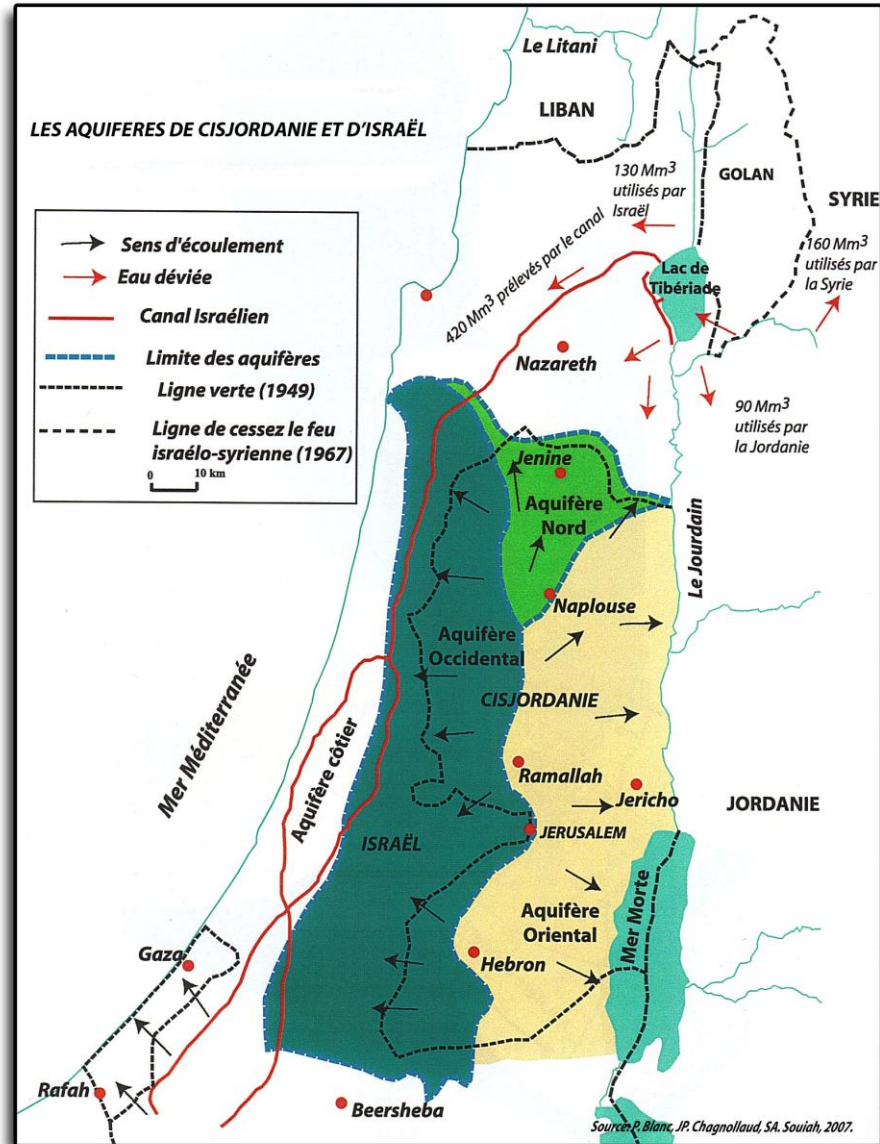 Le Litani
LIBAN
LES AQUIFERES DE CISJORDANIE ET D'ISRAËL
130 Mm3
utilisés par
Israël
GOLAN
SYRIE
160 Mm3
utilisés par
la Syrie
Sens d'écoulement
Eau déviée
Canal Israélien
Limite des aquifères
Ligne verte (1949)
Ligne de cessez le feu
israélo-syrienne (1967)
0 10 km
420 Mm3 prélevés par le canal
Lac de
Tibériade
Nazareth
90 Mm3
utilisés par
la Jordanie
Jenine
Aquifère
Nord
Le Jourdain
Naplouse
Aquifère
Occidental
CISJORDANIE
Mer Méditerranée
Aquifère côtier
Ramallah
Jericho
JORDANIE
ISRAËL
JERUSALEM
Aquifère
Oriental
Mer Morte
Gaza
Hebron
Rafah
Beersheba
Source: P. Blanc, JP. Chagnollaud, SA. Souiah, 2007.